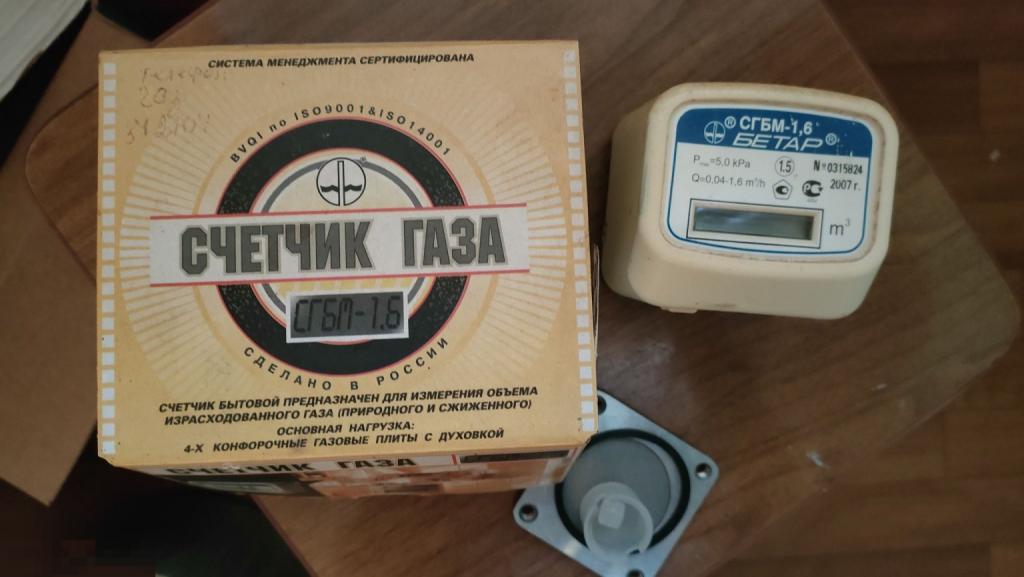 СИСТЕМА МЕНЕДЖМЕНТА СЕРТИФИЦИРОВАНА
BVQI по ISO9001&ISO14001
СЧЕТЧИК ГАЗА
СГБМ-1.6
СДЕЛАНО В РОССИИ
СЧЕТЧИК БЫТОВОЙ ПРЕДНАЗНАЧЕН ДЛЯ ИЗМЕРЕНИЯ ОБЪЕМА
ИЗРАСХОДОВАННОГО ГАЗА (ПРИРОДНОГО И СЖИЖЕННОГО)
ОСНОВНАЯ НАГРУЗКА:
4-Х КОНФОРОЧНЫЕ ГАЗОВЫЕ ПЛИТЫ С ДУХОВКОЙ
СЧЕТЧИК ГАЗА
® СГБМ-1,6
БЕТАР ®
Pmax=5,0 kPa
1.5
№0315824
Q=0,04-1,6 m³/h
2007 г.
m³